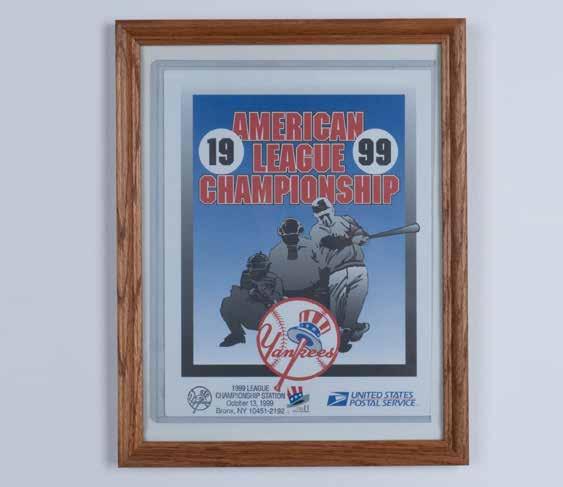 AMERICAN
19 LEAGUE 99
CHAMPIONSHIP
Yankees
1999 LEAGUE
CHAMPIONSHIP STATION
October 13, 1999
Bronx, NY 10451-2192
UNITED STATES
POSTAL SERVICE